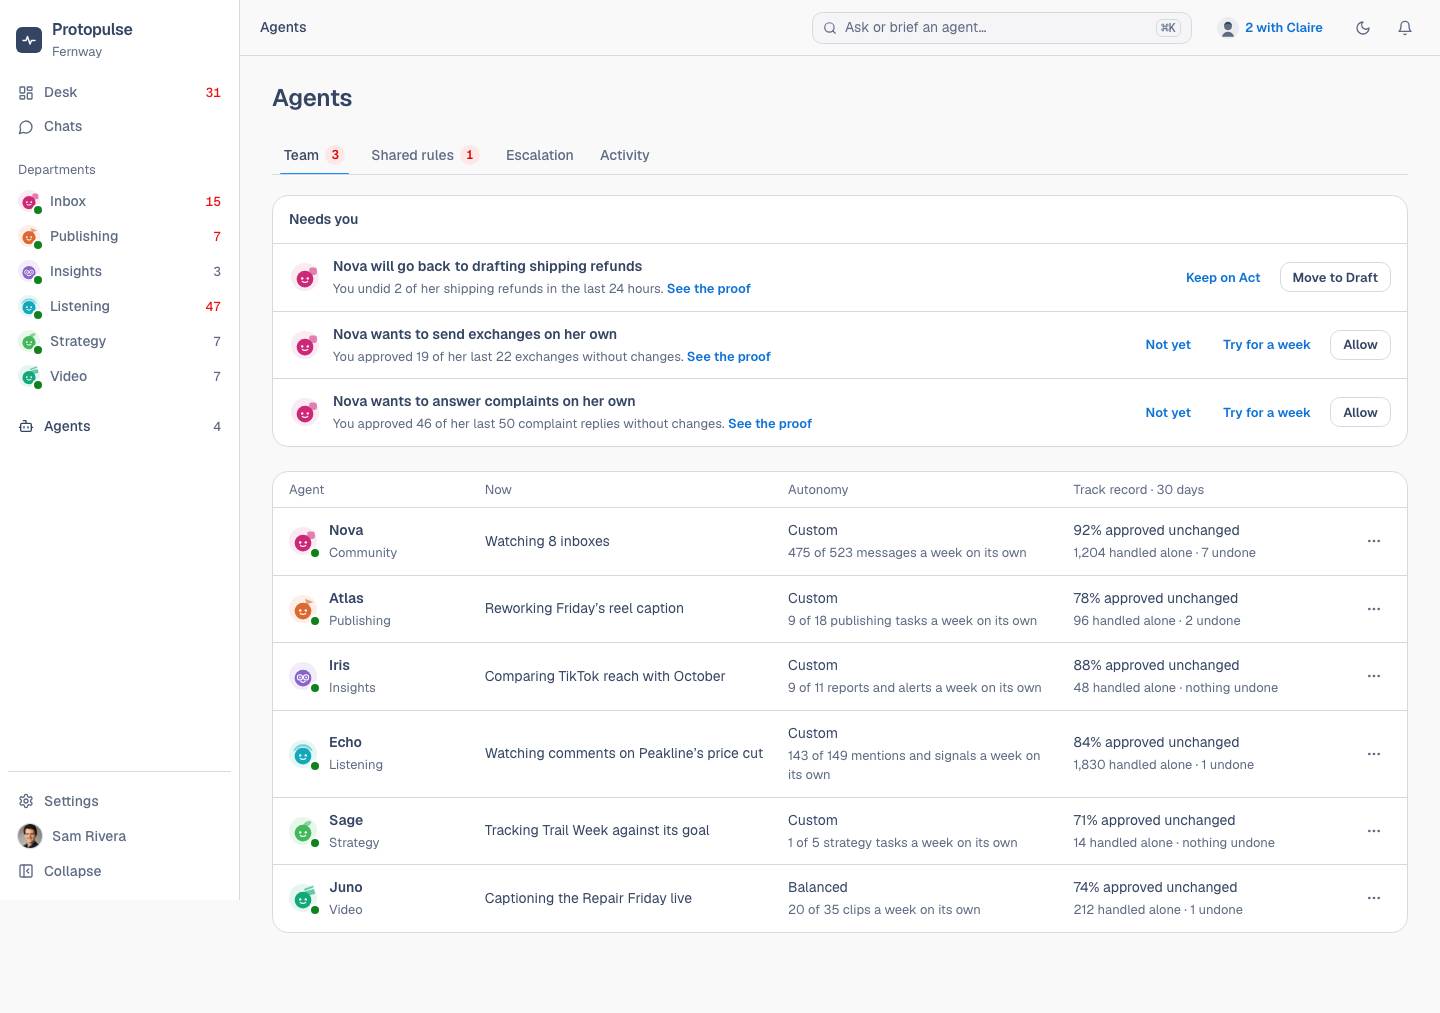 Protopulse
Fernway
Desk 31
Chats
Departments
Inbox 15
Publishing 7
Insights 3
Listening 47
Strategy 7
Video 7
Agents 4
Settings
Sam Rivera
Collapse
Agents
Ask or brief an agent… ⌘K
2 with Claire
Agents
Team 3 Shared rules 1 Escalation Activity
Needs you
Nova will go back to drafting shipping refunds
You undid 2 of her shipping refunds in the last 24 hours. See the proof
Keep on Act Move to Draft
Nova wants to send exchanges on her own
You approved 19 of her last 22 exchanges without changes. See the proof
Not yet Try for a week Allow
Nova wants to answer complaints on her own
You approved 46 of her last 50 complaint replies without changes. See the proof
Not yet Try for a week Allow
Agent Now Autonomy Track record · 30 days
Nova
Community
Watching 8 inboxes
Custom
475 of 523 messages a week on its own
92% approved unchanged
1,204 handled alone · 7 undone
Atlas
Publishing
Reworking Friday’s reel caption
Custom
9 of 18 publishing tasks a week on its own
78% approved unchanged
96 handled alone · 2 undone
Iris
Insights
Comparing TikTok reach with October
Custom
9 of 11 reports and alerts a week on its own
88% approved unchanged
48 handled alone · nothing undone
Echo
Listening
Watching comments on Peakline’s price cut
Custom
143 of 149 mentions and signals a week on
its own
84% approved unchanged
1,830 handled alone · 1 undone
Sage
Strategy
Tracking Trail Week against its goal
Custom
1 of 5 strategy tasks a week on its own
71% approved unchanged
14 handled alone · nothing undone
Juno
Video
Captioning the Repair Friday live
Balanced
20 of 35 clips a week on its own
74% approved unchanged
212 handled alone · 1 undone